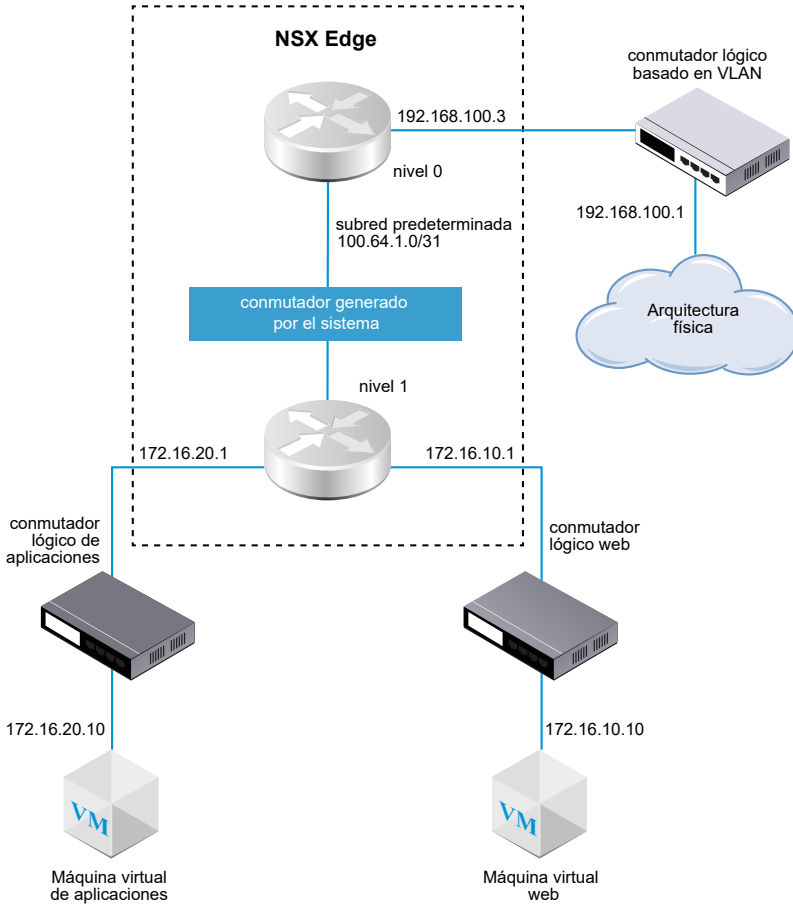 NSX Edge
conmutador lógico
basado en VLAN
192.168.100.3
nivel 0
192.168.100.1
subred predeterminada
100.64.1.0/31
conmutador generado
por el sistema
Arquitectura
física
nivel 1
172.16.20.1
172.16.10.1
conmutador
lógico de
aplicaciones
conmutador
lógico web
172.16.20.10
172.16.10.10
VM
VM
Máquina virtual
de aplicaciones
Máquina virtual
web